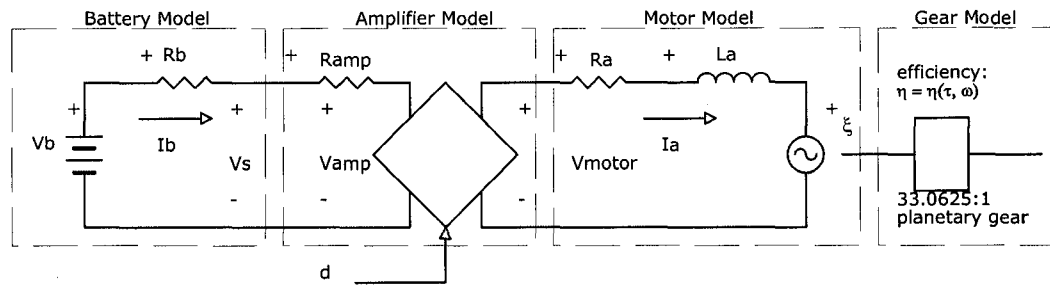 Battery Model
Amplifier Model
Motor Model
Gear Model
+ Rb
+
Ramp
+
Ra
+
La
efficiency:
η = η(τ, ω)
+
+
+
+
+
ξ
Vb
Ib
Vs
Vamp
Vmotor
Ia
-
-
-
33.0625:1
planetary gear
d